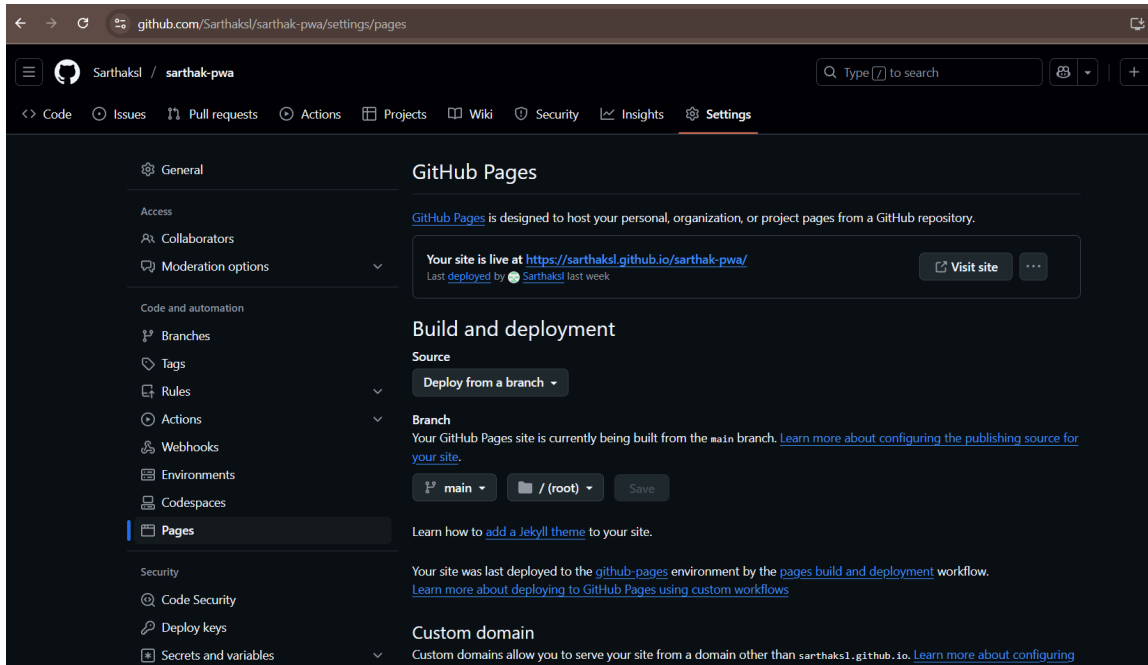 github.com/Sarthaksl/sarthak-pwa/settings/pages
Sarthaksl / sarthak-pwa
Type / to search
Code Issues Pull requests Actions Projects Wiki Security Insights Settings
General
Access
Collaborators
Moderation options
Code and automation
Branches
Tags
Rules
Actions
Webhooks
Environments
Codespaces
Pages
Security
Code Security
Deploy keys
Secrets and variables
GitHub Pages
GitHub Pages is designed to host your personal, organization, or project pages from a GitHub repository.
Your site is live at https://sarthaksl.github.io/sarthak-pwa/
Last deployed by Sarthaksl last week
Visit site
Build and deployment
Source
Deploy from a branch
Branch
Your GitHub Pages site is currently being built from the main branch. Learn more about configuring the publishing source for
your site.
main / (root) Save
Learn how to add a Jekyll theme to your site.
Your site was last deployed to the github-pages environment by the pages build and deployment workflow.
Learn more about deploying to GitHub Pages using custom workflows
Custom domain
Custom domains allow you to serve your site from a domain other than sarthaksl.github.io. Learn more about configuring